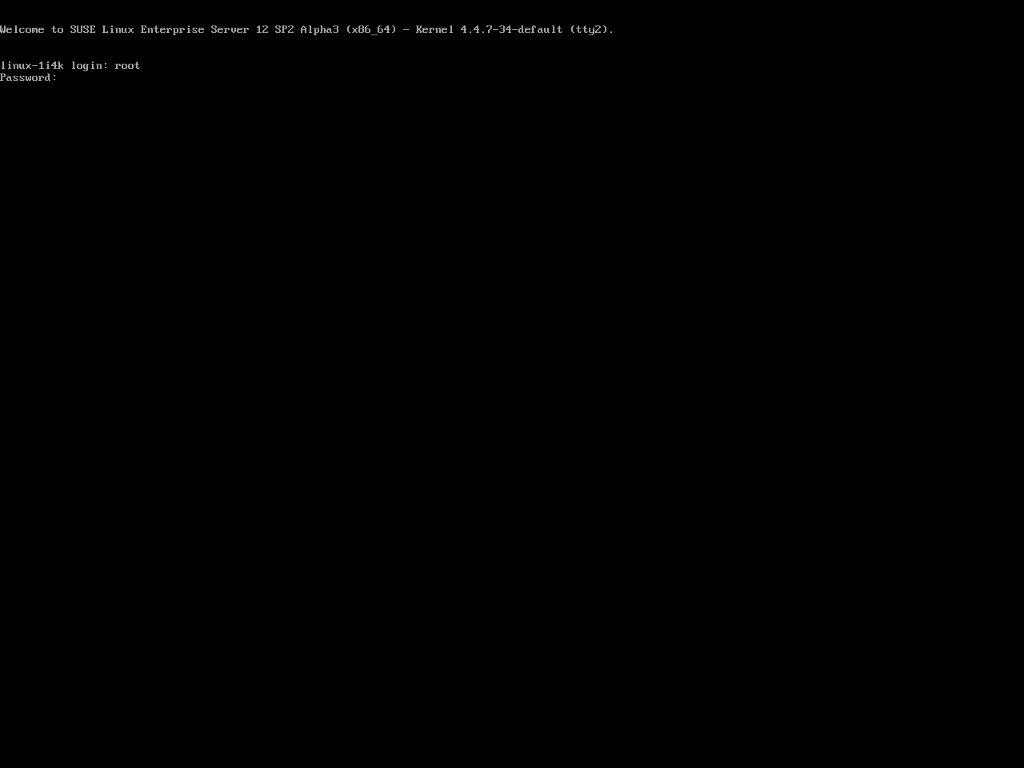 Welcome to SUSE Linux Enterprise Server 12 SP2 Alpha3 (x86_64) - Kernel 4.4.7-34-default (tty2).
linux-1i4k login: root
Password: